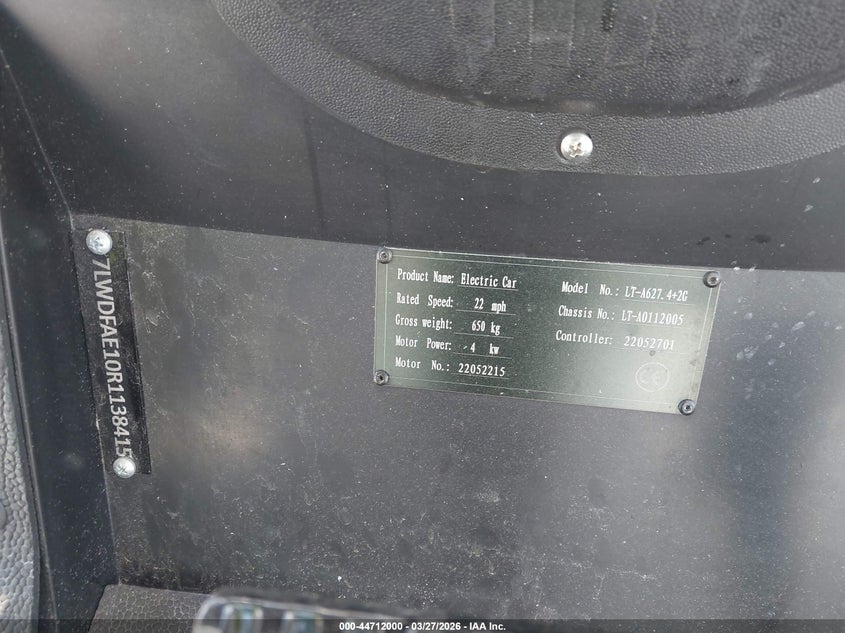 7LWDFAE10R1138415
Product Name: Electric Car
Rated Speed: 22 mph
Gross weight: 650 kg
Motor Power: 4 kw
Motor No.: 22052215
Model No.: LT-A627.4+2G
Chassis No.: LT-A0112005
Controller: 22052701
CE
000-44712000 — 03/27/2026 — IAA Inc.